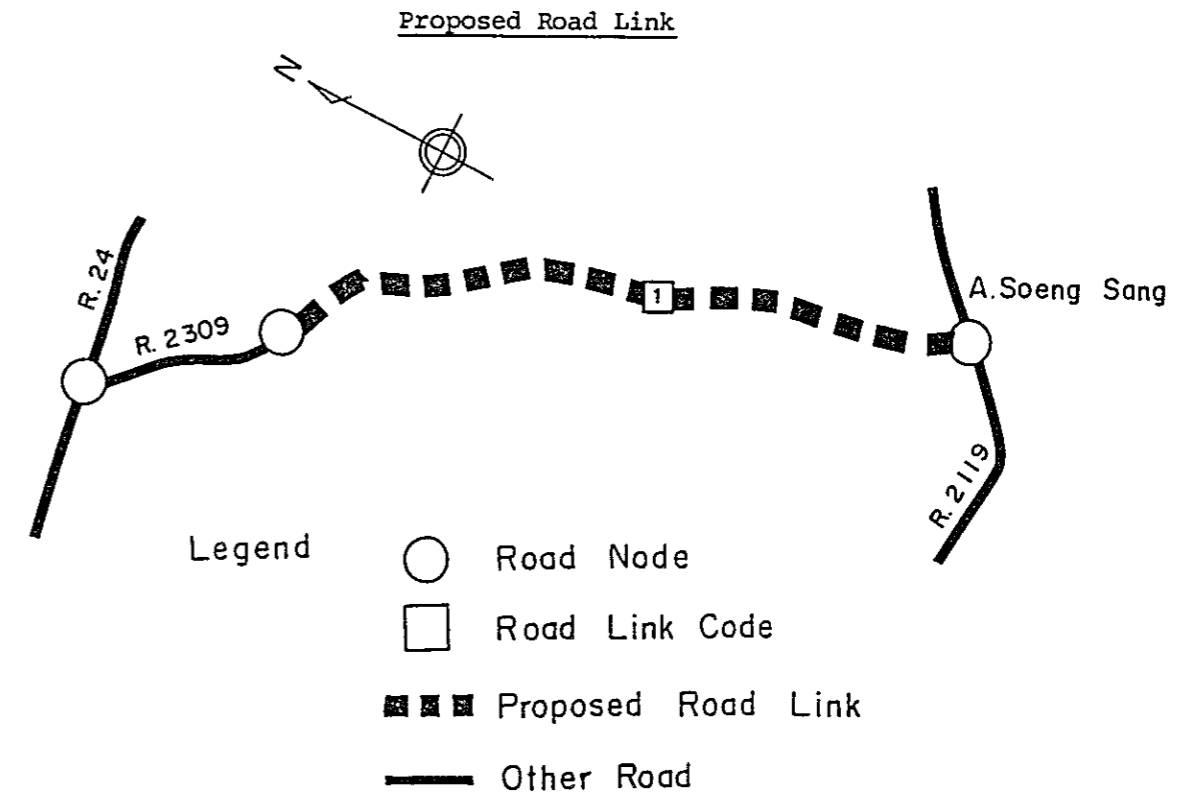 Proposed Road Link
N
R. 24
R. 2309
1
A.Soeng Sang
R. 2119
Legend
Road Node
Road Link Code
Proposed Road Link
Other Road